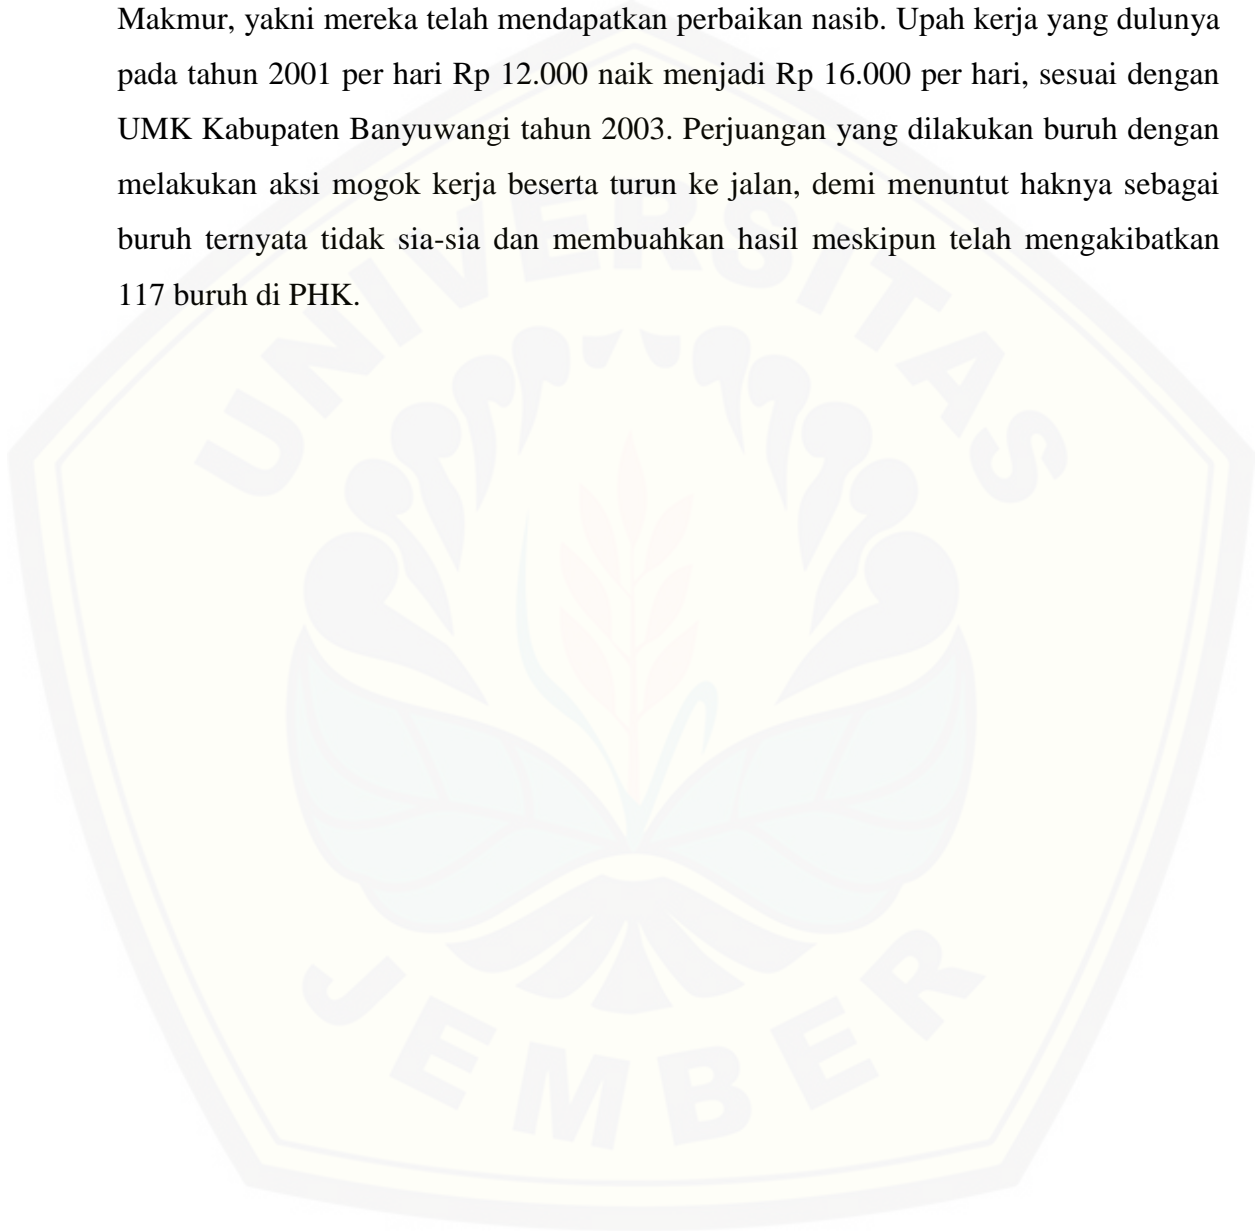 Makmur, yakni mereka telah mendapatkan perbaikan nasib. Upah kerja yang dulunya
pada tahun 2001 per hari Rp 12.000 naik menjadi Rp 16.000 per hari, sesuai dengan
UMK Kabupaten Banyuwangi tahun 2003. Perjuangan yang dilakukan buruh dengan
melakukan aksi mogok kerja beserta turun ke jalan, demi menuntut haknya sebagai
buruh ternyata tidak sia-sia dan membuahkan hasil meskipun telah mengakibatkan
117 buruh di PHK.
UNIVERSITAS
JEMBER